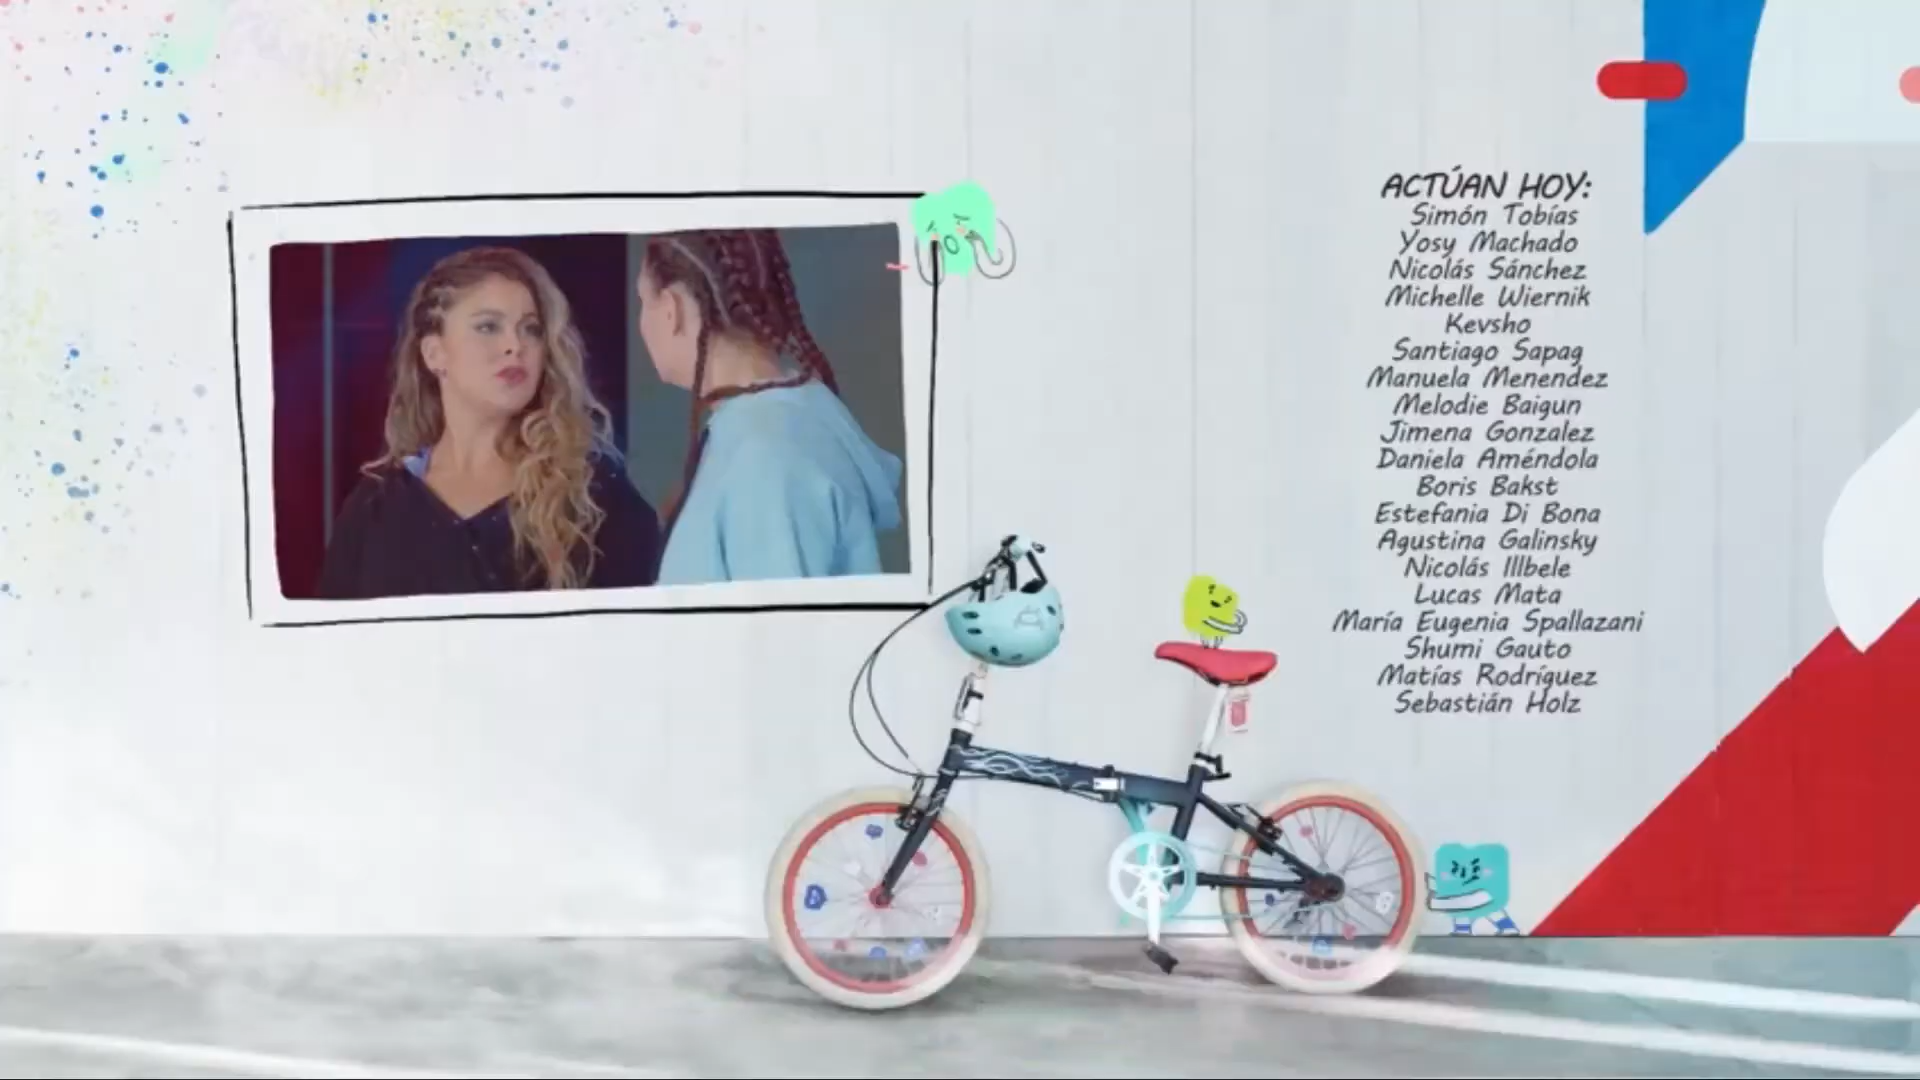 ACTÚAN HOY:
Simón Tobías
Yosy Machado
Nicolás Sánchez
Michelle Wiernik
Kevsho
Santiago Sapag
Manuela Menendez
Melodie Baigun
Jimena Gonzalez
Daniela Améndola
Boris Bakst
Estefania Di Bona
Agustina Galinsky
Nicolás Illbele
Lucas Mata
María Eugenia Spallazani
Shumi Gauto
Matías Rodríguez
Sebastián Holz